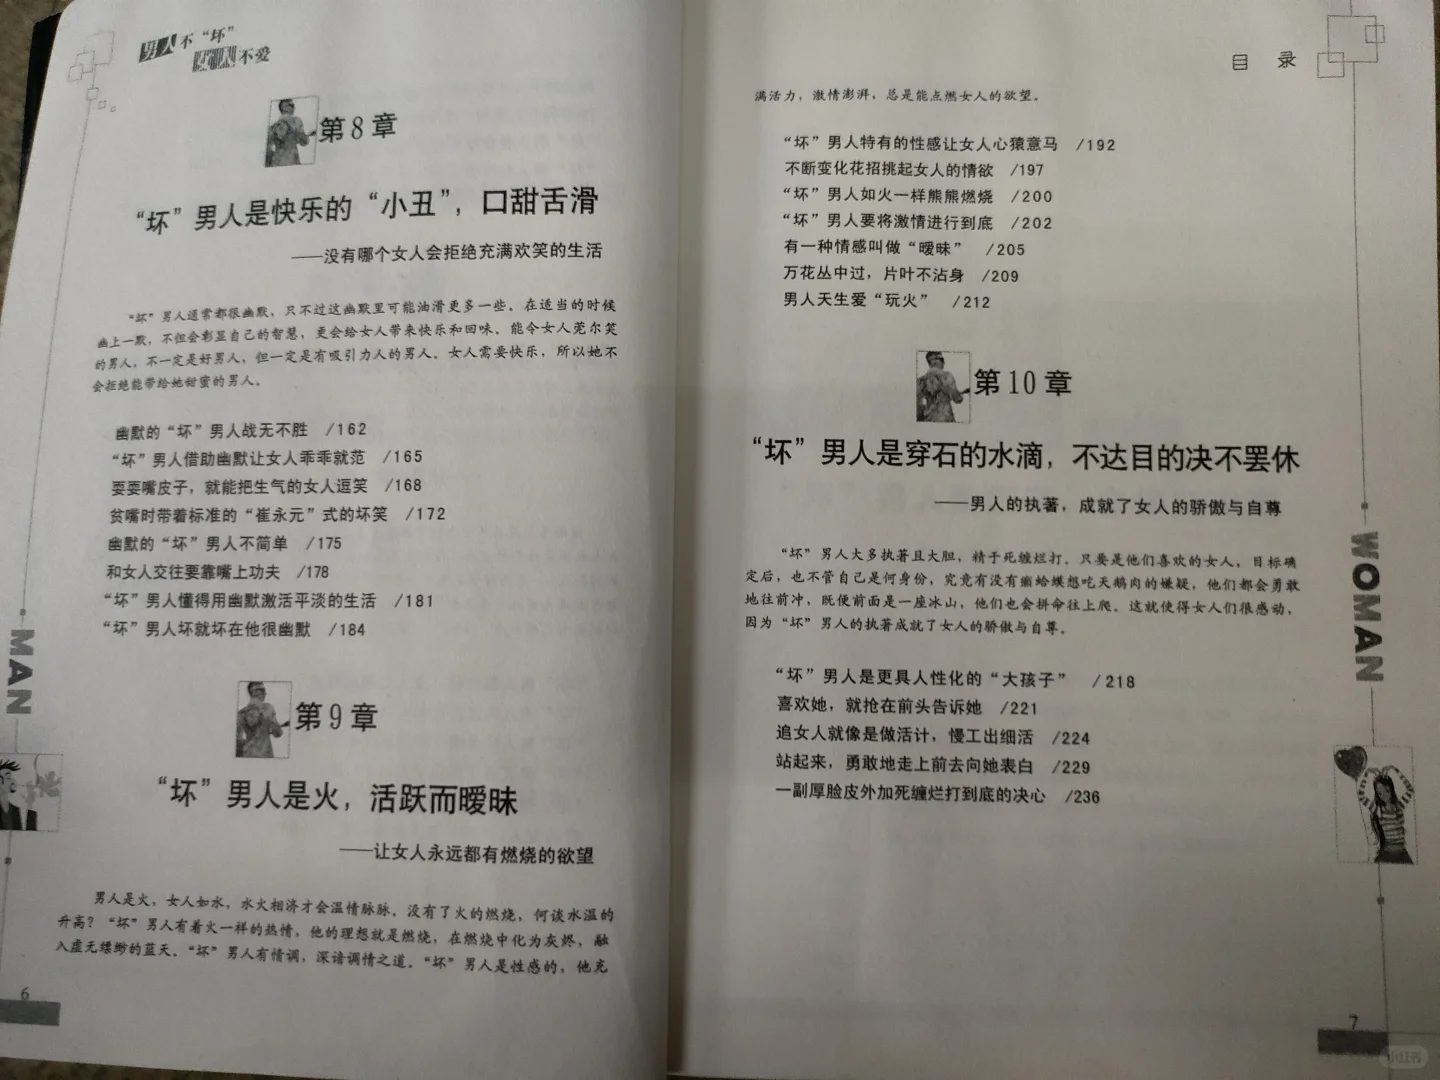 男人不“坏”
女人不爱
第8章
“坏”男人是快乐的“小丑”，口甜舌滑
——没有哪个女人会拒绝充满欢笑的生活
“坏”男人通常都很幽默，只不过这幽默里可能油滑更多一些。在适当的时候
幽上一默，不但会彰显自己的智慧，更会给女人带来快乐和回味。能令女人莞尔笑
的男人，不一定是好男人，但一定是有吸引力人的男人。女人需要快乐，所以她不
会拒绝能带给她甜蜜的男人。
幽默的“坏”男人战无不胜 /162
“坏”男人借助幽默让女人乖乖就范 /165
耍耍嘴皮子，就能把生气的女人逗笑 /168
贫嘴时带着标准的“崔永元”式的坏笑 /172
幽默的“坏”男人不简单 /175
和女人交往要靠嘴上功夫 /178
“坏”男人懂得用幽默激活平淡的生活 /181
“坏”男人坏就坏在他很幽默 /184
MAN
第9章
“坏”男人是火，活跃而暧昧
——让女人永远都有燃烧的欲望
男人是火，女人如水，水火相济才会温情脉脉。没有了火的燃烧，何谈水温的
升高？“坏”男人有着火一样的热情，他的理想就是燃烧，在燃烧中化为灰烬，融
入虚无缥缈的蓝天。“坏”男人有情调，深谙调情之道。“坏”男人是性感的，他充
6
目 录
满活力，激情澎湃，总是能点燃女人的欲望。
“坏”男人特有的性感让女人心猿意马 /192
不断变化花招挑起女人的情欲 /197
“坏”男人如火一样熊熊燃烧 /200
“坏”男人要将激情进行到底 /202
有一种情感叫做“暧昧” /205
万花丛中过，片叶不沾身 /209
男人天生爱“玩火” /212
第10章
“坏”男人是穿石的水滴，不达目的决不罢休
——男人的执著，成就了女人的骄傲与自尊
“坏”男人大多执著且大胆，精于死缠烂打。只要是他们喜欢的女人，目标确
定后，也不管自己是何身份，究竟有没有癞蛤蟆想吃天鹅肉的嫌疑，他们都会勇敢
地往前冲，既便前面是一座冰山，他们也会拼命往上爬。这就使得女人们很感动，
因为“坏”男人的执著成就了女人的骄傲与自尊。
“坏”男人是更具人性化的“大孩子” /218
喜欢她，就抢在前头告诉她 /221
追女人就像是做活计，慢工出细活 /224
站起来，勇敢地走上前去向她表白 /229
一副厚脸皮外加死缠烂打到底的决心 /236
WOMAN
7
小红书